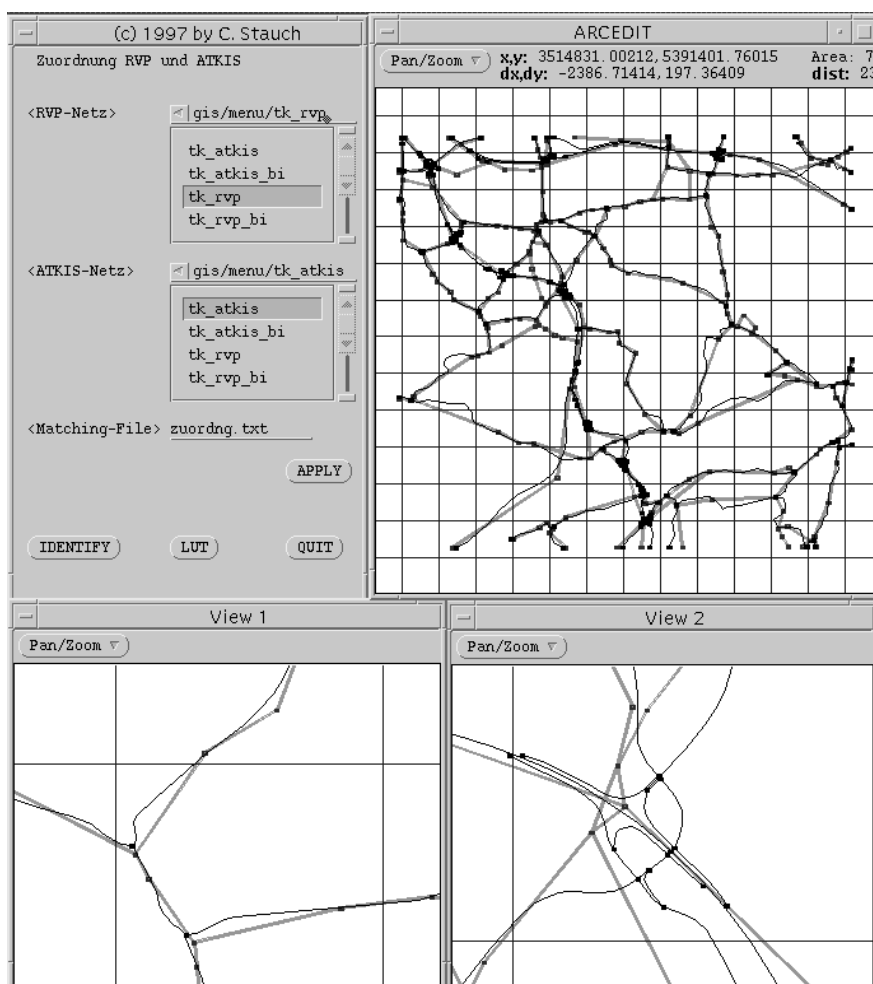 (c) 1997 by C. Stauch
Zuordnung RVP und ATKIS
<RVP-Netz> gis/menu/tk_rvp
tk_atkis
tk_atkis_bi
tk_rvp
tk_rvp_bi
<ATKIS-Netz> gis/menu/tk_atkis
tk_atkis
tk_atkis_bi
tk_rvp
tk_rvp_bi
<Matching-File> zuordng.txt
APPLY
IDENTIFY LUT QUIT
ARCEDIT
Pan/Zoom x,y: 3514831.00212,5391401.76015 Area: 7
dx,dy: -2386.71414,197.36409 dist: 23
View 1
Pan/Zoom
View 2
Pan/Zoom